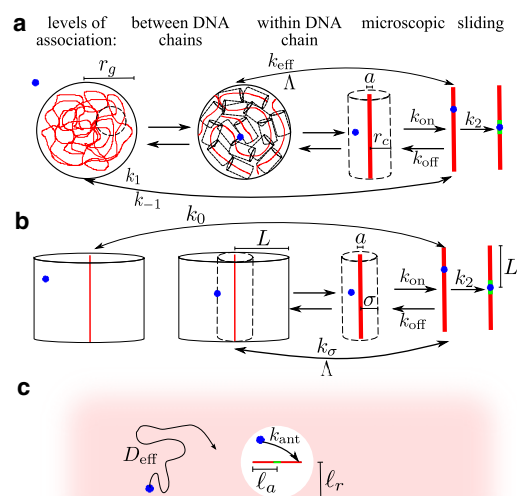 a
levels of association:
between DNA chains
within DNA chain
microscopic
sliding
r_g
k_eff
Λ
a
r_c
k_on
k_off
k_2
k_1
k_−1
b
k_0
L
a
σ
k_on
k_off
k_2
L
k_σ
Λ
c
D_eff
k_ant
ℓ_a
ℓ_r